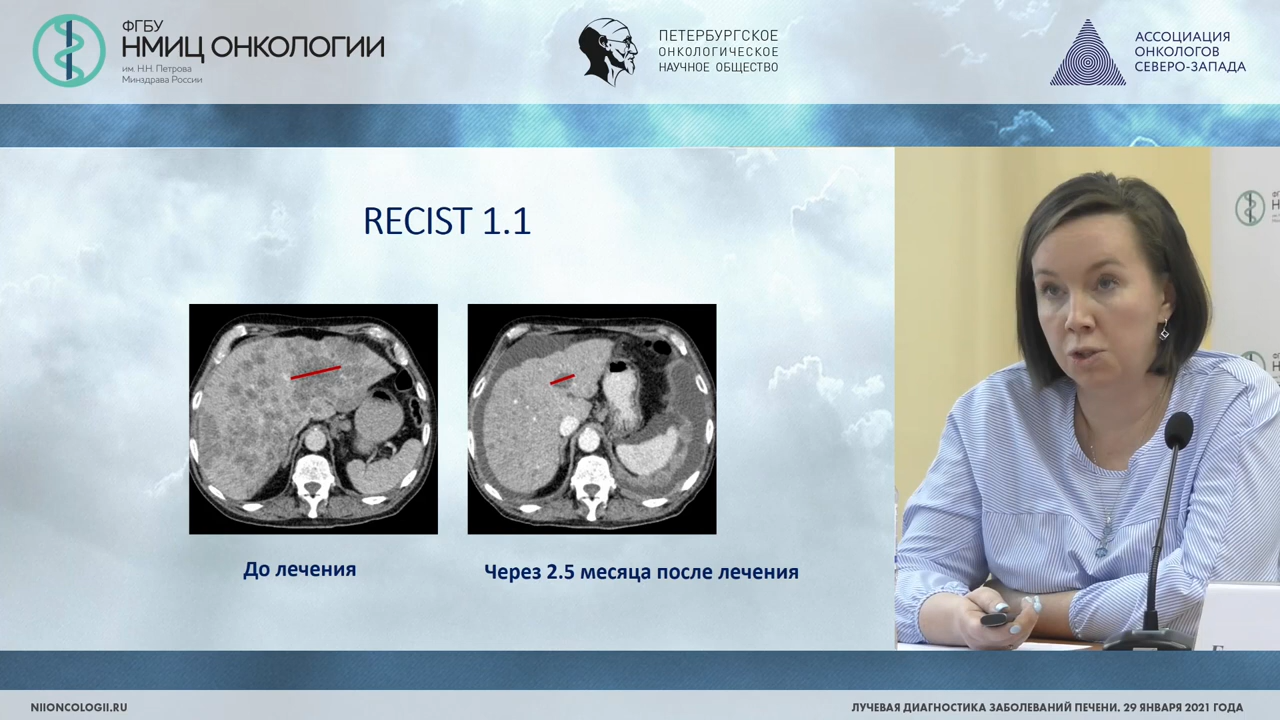 ФГБУ
НМИЦ ОНКОЛОГИИ
им. Н.Н. Петрова
Минздрава России
ПЕТЕРБУРГСКОЕ
ОНКОЛОГИЧЕСКОЕ
НАУЧНОЕ ОБЩЕСТВО
АССОЦИАЦИЯ
ОНКОЛОГОВ
СЕВЕРО-ЗАПАДА
RECIST 1.1
До лечения
Через 2.5 месяца после лечения
NIIONCOLOGII.RU
ЛУЧЕВАЯ ДИАГНОСТИКА ЗАБОЛЕВАНИЙ ПЕЧЕНИ. 29 ЯНВАРЯ 2021 ГОДА